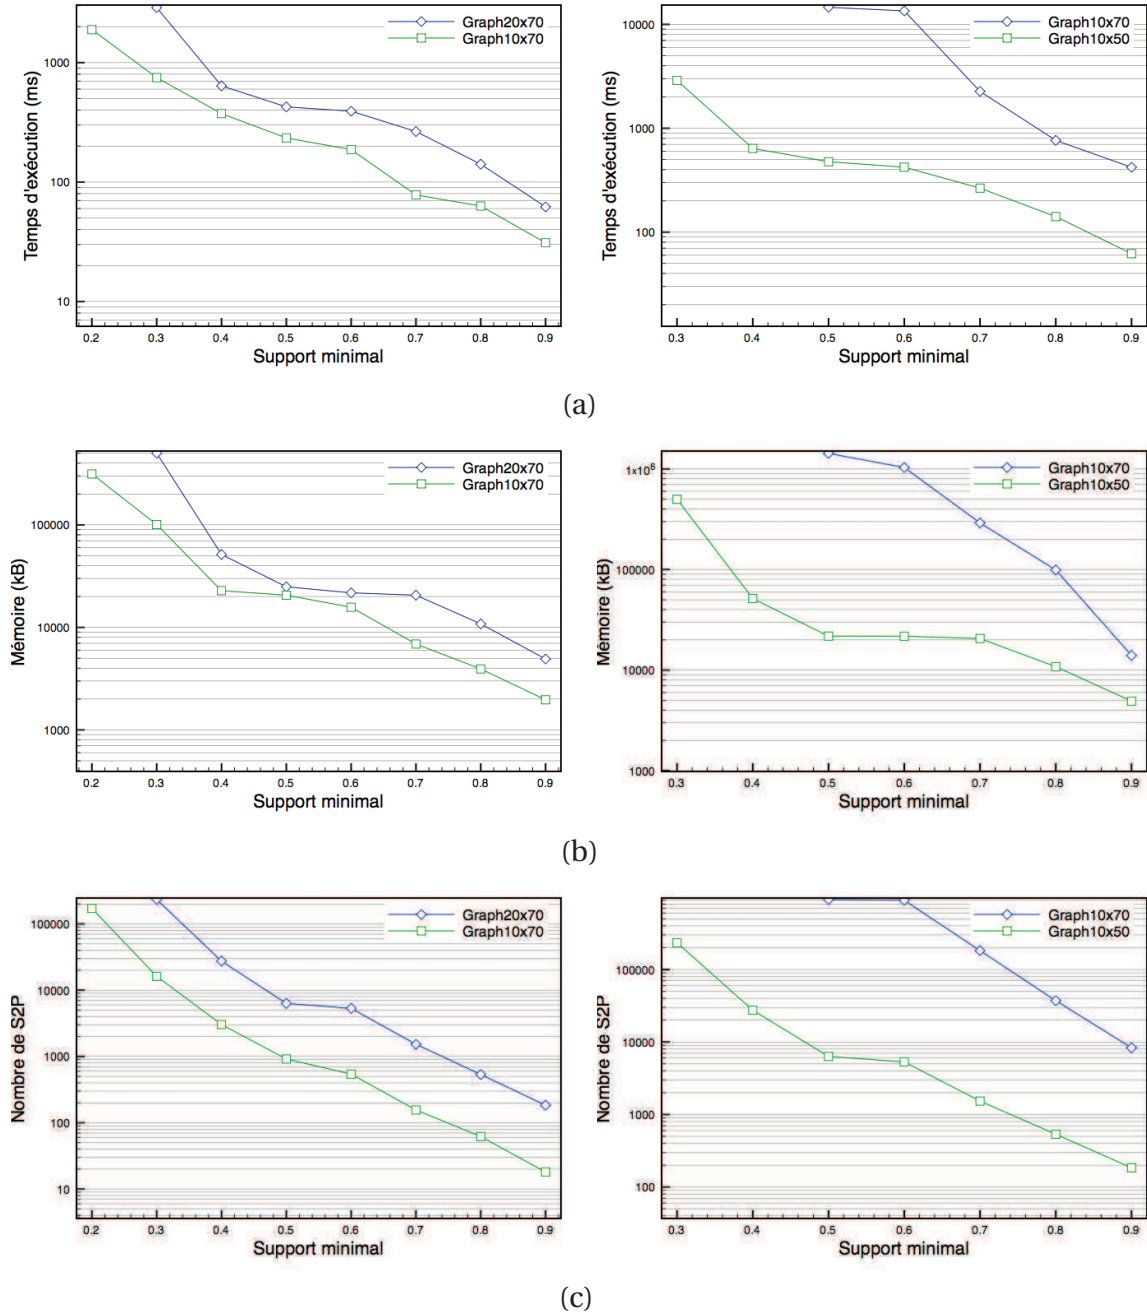 Graph20x70
Graph10x70
1000
100
10
Temps d'exécution (ms)
0.2 0.3 0.4 0.5 0.6 0.7 0.8 0.9
Support minimal
Graph10x70
Graph10x50
10000
1000
100
Temps d'exécution (ms)
0.3 0.4 0.5 0.6 0.7 0.8 0.9
Support minimal
(a)
Graph20x70
Graph10x70
100000
10000
1000
Mémoire (kB)
0.2 0.3 0.4 0.5 0.6 0.7 0.8 0.9
Support minimal
Graph10x70
Graph10x50
1×10⁶
100000
10000
1000
Mémoire (kB)
0.3 0.4 0.5 0.6 0.7 0.8 0.9
Support minimal
(b)
Graph20x70
Graph10x70
100000
10000
1000
100
10
Nombre de S2P
0.2 0.3 0.4 0.5 0.6 0.7 0.8 0.9
Support minimal
Graph10x70
Graph10x50
100000
10000
1000
100
Nombre de S2P
0.3 0.4 0.5 0.6 0.7 0.8 0.9
Support minimal
(c)